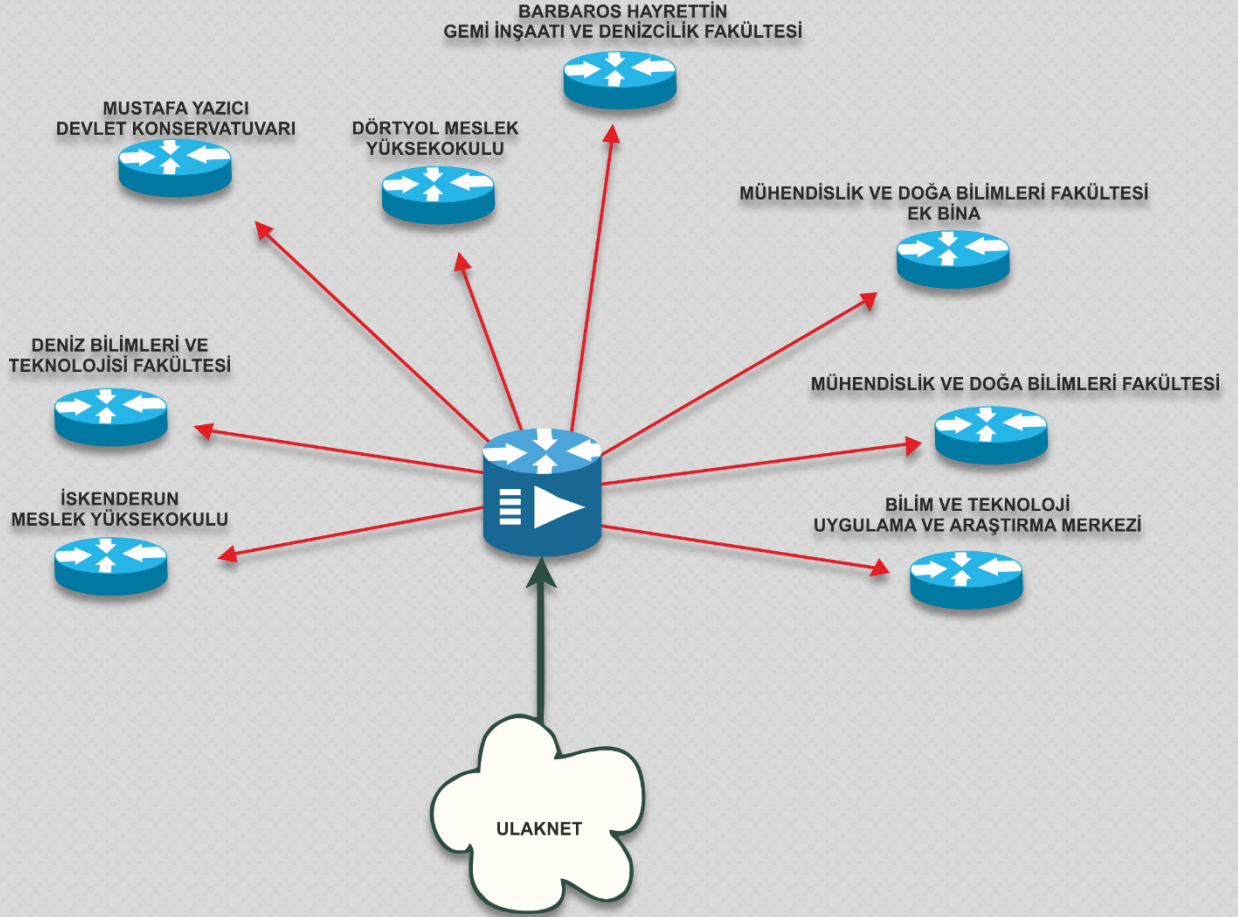 BARBAROS HAYRETTİN
GEMİ İNŞAATI VE DENİZCİLİK FAKÜLTESİ
MUSTAFA YAZICI
DEVLET KONSERVATUVARI
DÖRTYOL MESLEK
YÜKSEKOKULU
MÜHENDİSLİK VE DOĞA BİLİMLERİ FAKÜLTESİ
EK BİNA
DENİZ BİLİMLERİ VE
TEKNOLOJİSİ FAKÜLTESİ
MÜHENDİSLİK VE DOĞA BİLİMLERİ FAKÜLTESİ
İSKENDERUN
MESLEK YÜKSEKOKULU
BİLİM VE TEKNOLOJİ
UYGULAMA VE ARAŞTIRMA MERKEZİ
ULAKNET